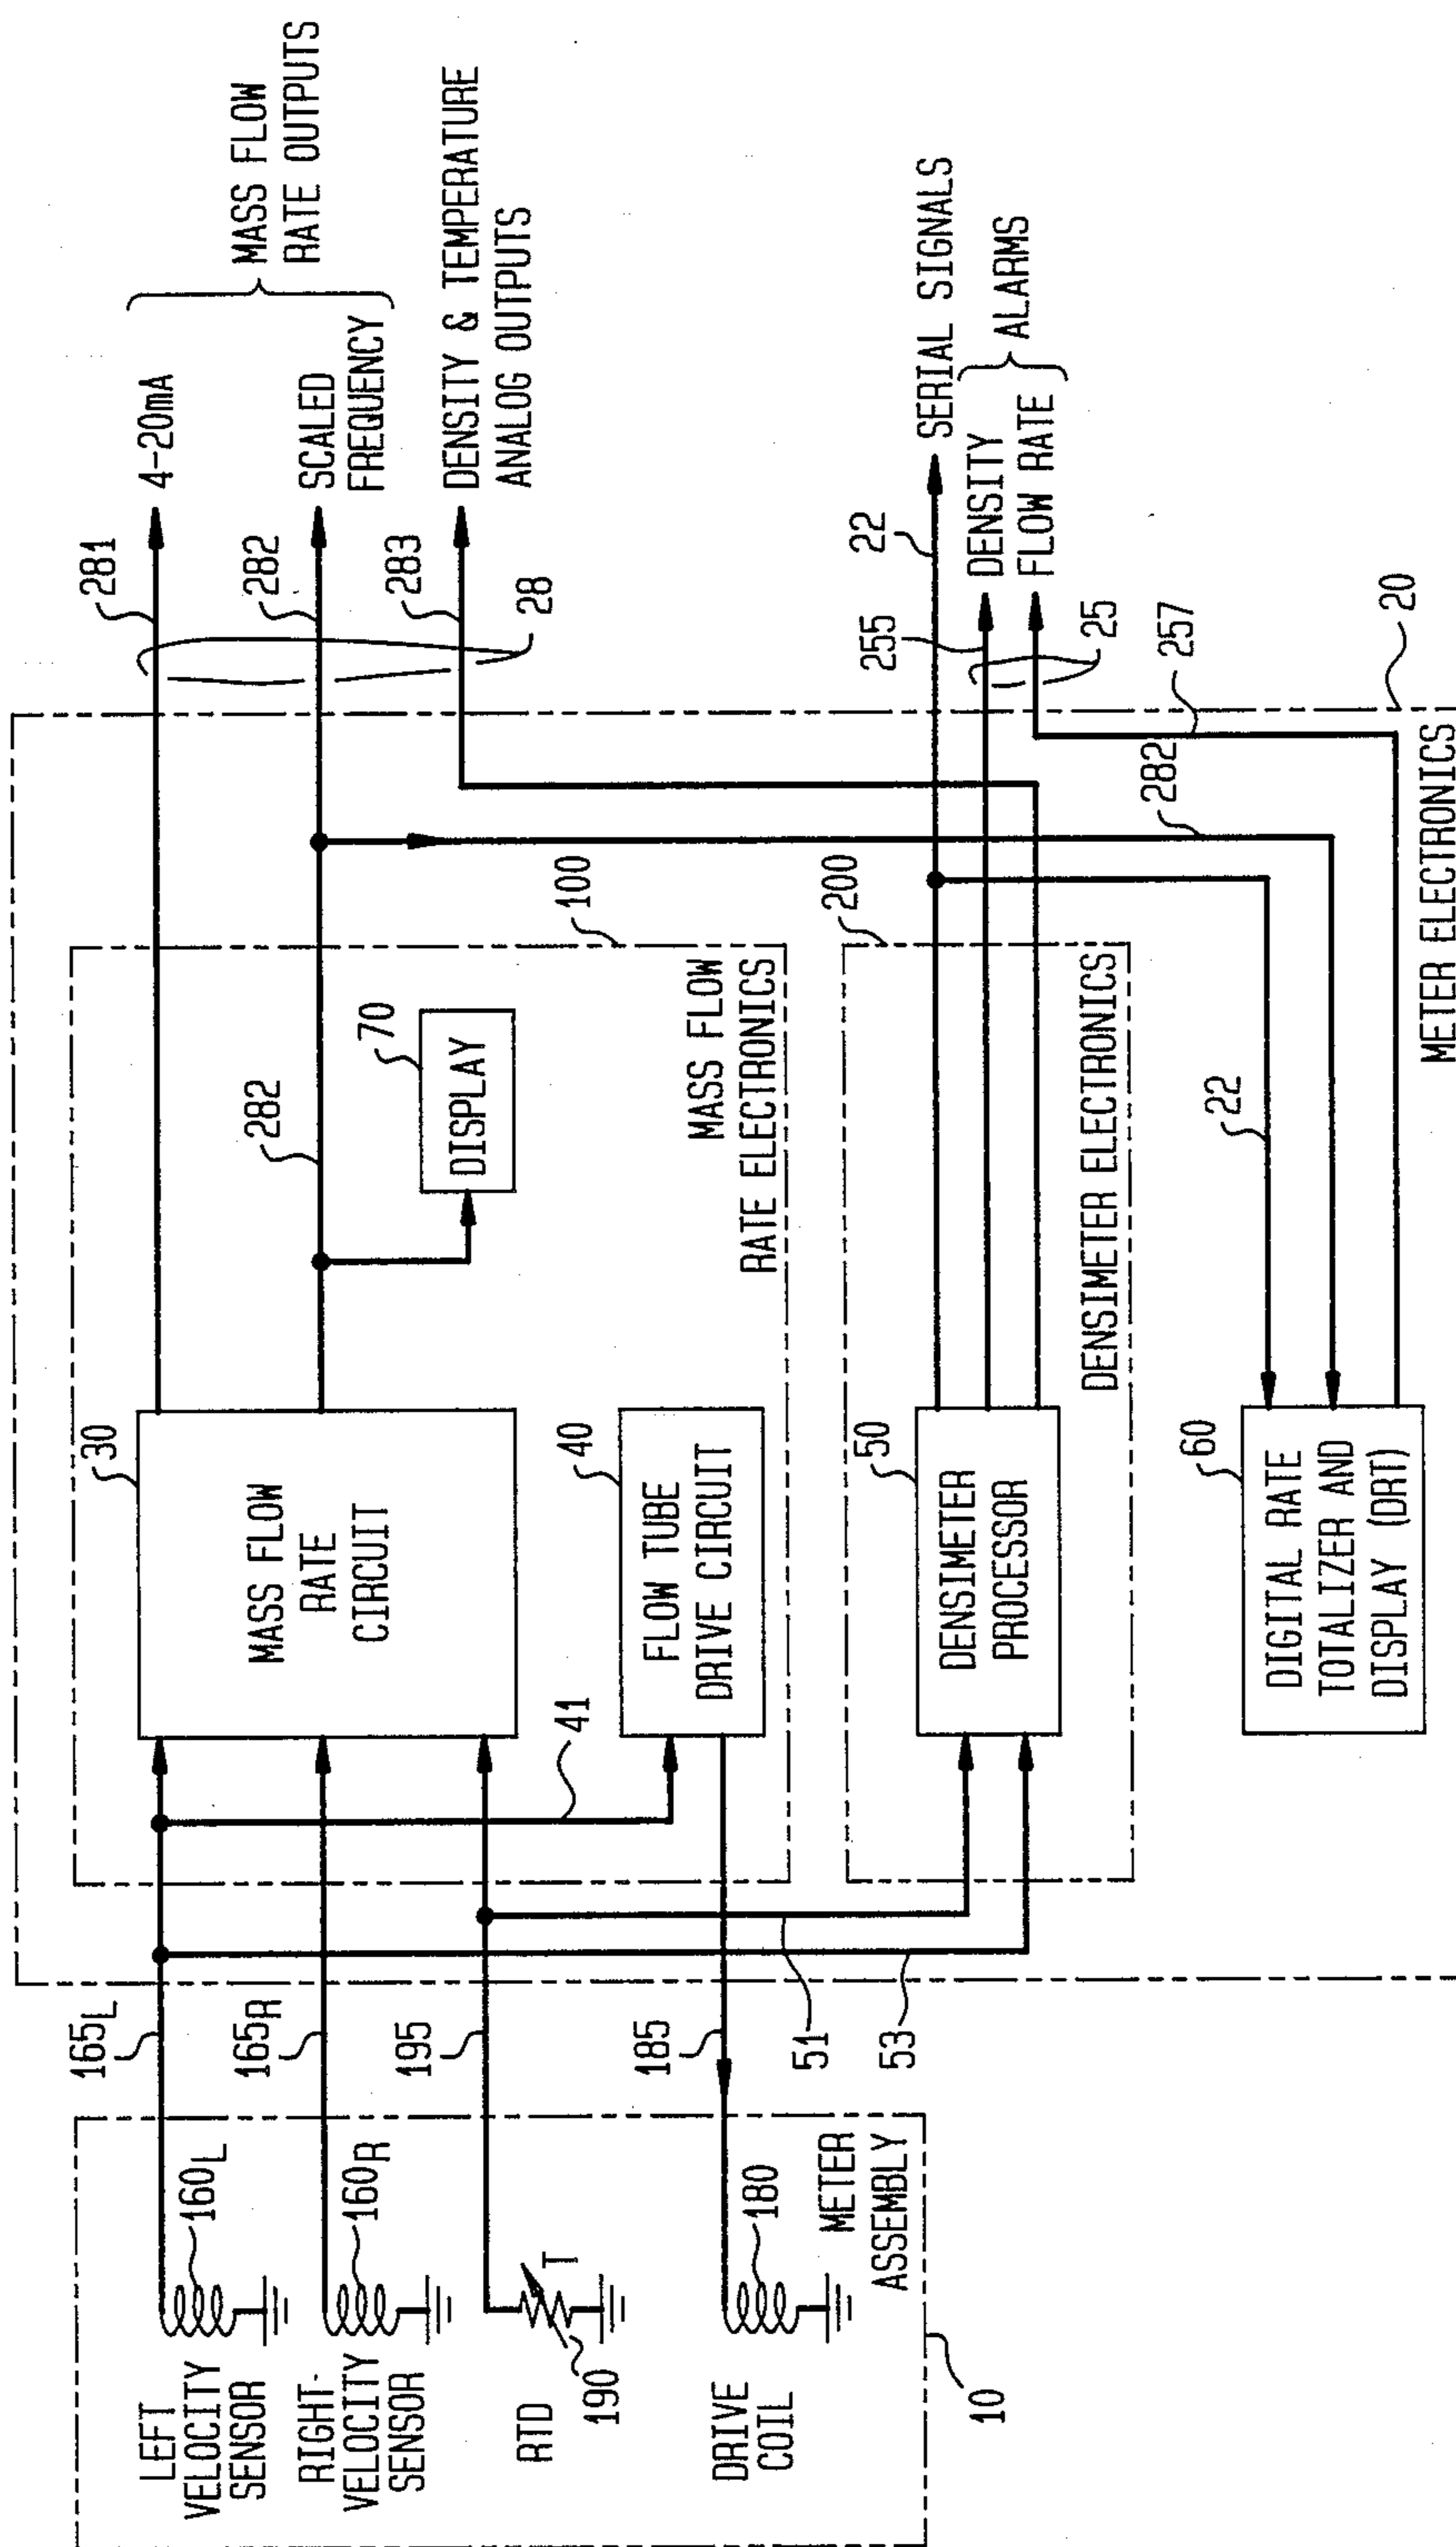 LEFT
VELOCITY
SENSOR
160L
165L
RIGHT-
VELOCITY
SENSOR
160R
165R
RTD
T
190
195
DRIVE
COIL
180
185
METER
ASSEMBLY
10
51
53
41
30
MASS FLOW
RATE
CIRCUIT
282
70
DISPLAY
40
FLOW TUBE
DRIVE CIRCUIT
MASS FLOW
RATE ELECTRONICS
100
50
DENSIMETER
PROCESSOR
DENSIMETER ELECTRONICS
200
60
DIGITAL RATE
TOTALIZER AND
DISPLAY (DRT)
22
282
257
METER ELECTRONICS
20
281
4-20mA
282
SCALED
FREQUENCY
MASS FLOW
RATE OUTPUTS
283
28
DENSITY & TEMPERATURE
ANALOG OUTPUTS
22
SERIAL SIGNALS
255
DENSITY
FLOW RATE
ALARMS
25